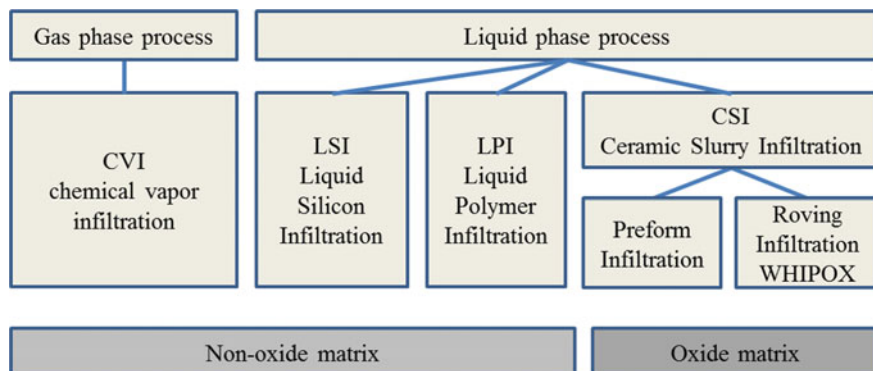 Gas phase process
Liquid phase process
CVI
chemical vapor
infiltration
LSI
Liquid
Silicon
Infiltration
LPI
Liquid
Polymer
Infiltration
CSI
Ceramic Slurry Infiltration
Preform
Infiltration
Roving
Infiltration
WHIPOX
Non-oxide matrix
Oxide matrix